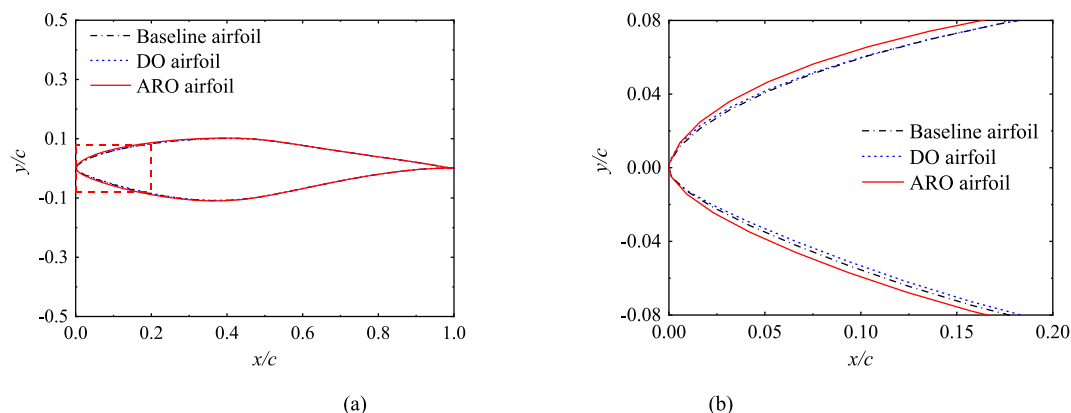 0.5
0.3
0.1
-0.1
-0.3
-0.5
y/c
0.0
0.2
0.4
0.6
0.8
1.0
x/c
Baseline airfoil
DO airfoil
ARO airfoil
(a)
0.08
0.04
0.00
-0.04
-0.08
y/c
0.00
0.05
0.10
0.15
0.20
x/c
Baseline airfoil
DO airfoil
ARO airfoil
(b)